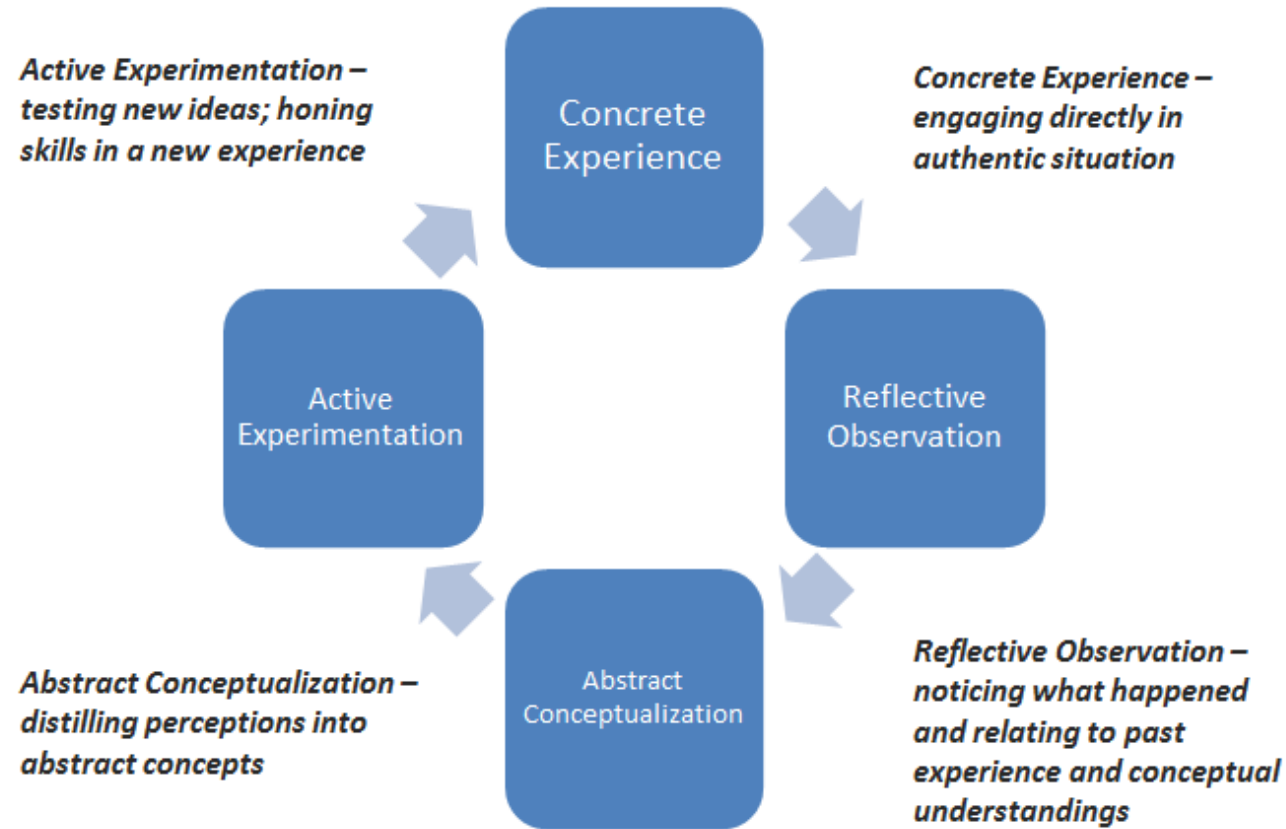 Active Experimentation –
testing new ideas; honing
skills in a new experience
Concrete
Experience
Concrete Experience –
engaging directly in
authentic situation
Active
Experimentation
Reflective
Observation
Abstract Conceptualization –
distilling perceptions into
abstract concepts
Abstract
Conceptualization
Reflective Observation –
noticing what happened
and relating to past
experience and conceptual
understandings